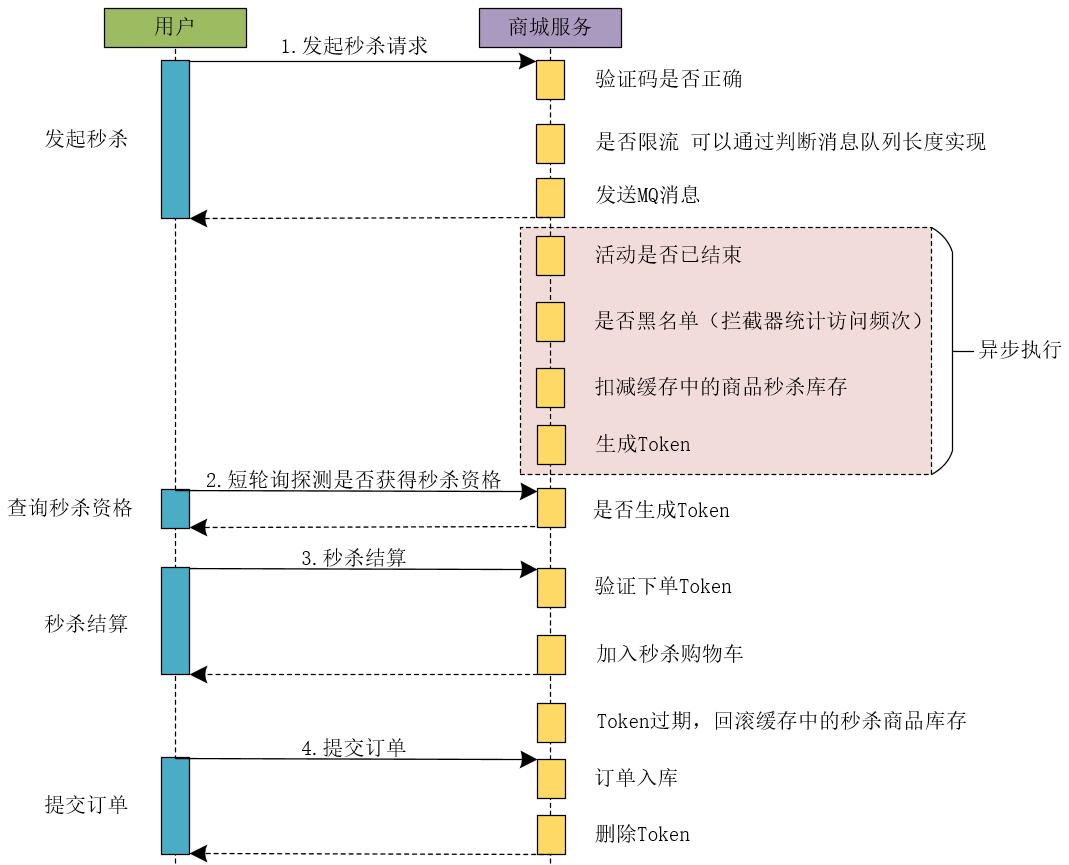 用户
商城服务
1.发起秒杀请求
验证码是否正确
发起秒杀
是否限流 可以通过判断消息队列长度实现
发送MQ消息
活动是否已结束
是否黑名单（拦截器统计访问频次）
异步执行
扣减缓存中的商品秒杀库存
生成Token
2.短轮询探测是否获得秒杀资格
查询秒杀资格
是否生成Token
3.秒杀结算
验证下单Token
秒杀结算
加入秒杀购物车
Token过期，回滚缓存中的秒杀商品库存
4.提交订单
订单入库
提交订单
删除Token